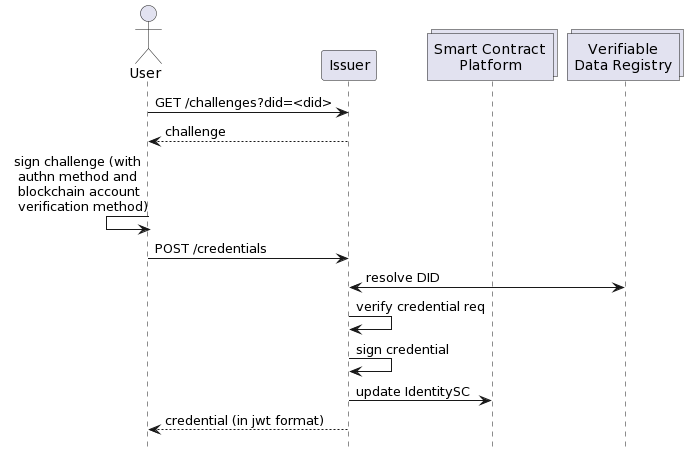 User
Issuer
Smart Contract
Platform
Verifiable
Data Registry
GET /challenges?did=<did>
challenge
sign challenge (with
authn method and
blockchain account
verification method)
POST /credentials
resolve DID
verify credential req
sign credential
update IdentitySC
credential (in jwt format)